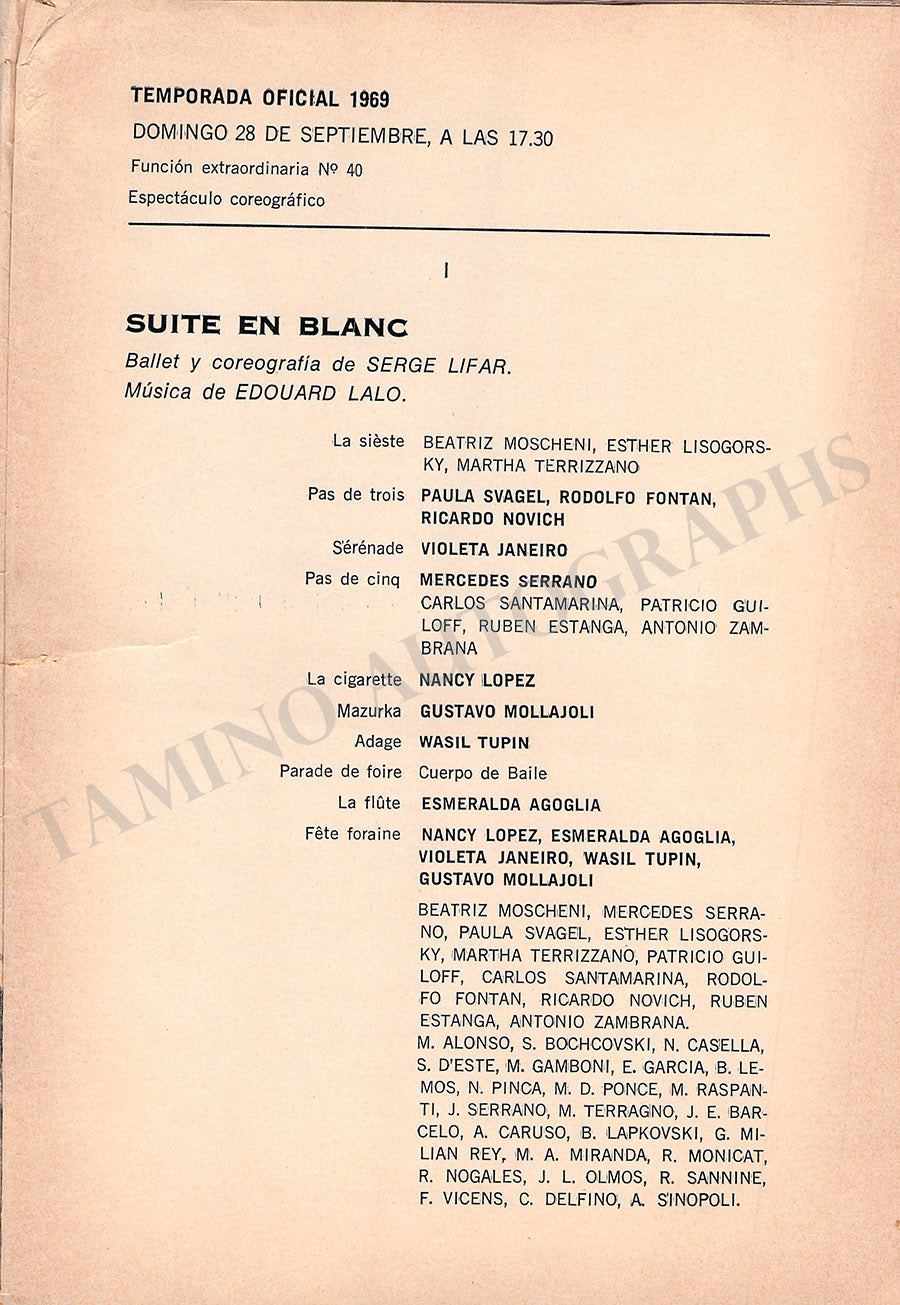 TEMPORADA OFICIAL 1969
DOMINGO 28 DE SEPTIEMBRE, A LAS 17.30
Función extraordinaria Nº 40
Espectáculo coreográfico
I
SUITE EN BLANC
Ballet y coreografía de SERGE LIFAR.
Música de EDOUARD LALO.
La sièste BEATRIZ MOSCHENI, ESTHER LISOGORS-
KY, MARTHA TERRIZZANO
Pas de trois PAULA SVAGEL, RODOLFO FONTAN,
RICARDO NOVICH
Sérénade VIOLETA JANEIRO
Pas de cinq MERCEDES SERRANO
CARLOS SANTAMARINA, PATRICIO GUI-
LOFF, RUBEN ESTANGA, ANTONIO ZAM-
BRANA
La cigarette NANCY LOPEZ
Mazurka GUSTAVO MOLLAJOLI
Adage WASIL TUPIN
Parade de foire Cuerpo de Baile
La flûte ESMERALDA AGOGLIA
Fête foraine NANCY LOPEZ, ESMERALDA AGOGLIA,
VIOLETA JANEIRO, WASIL TUPIN,
GUSTAVO MOLLAJOLI
BEATRIZ MOSCHENI, MERCEDES SERRA-
NO, PAULA SVAGEL, ESTHER LISOGORS-
KY, MARTHA TERRIZZANO, PATRICIO GUI-
LOFF, CARLOS SANTAMARINA, RODOL-
FO FONTAN, RICARDO NOVICH, RUBEN
ESTANGA, ANTONIO ZAMBRANA.
M. ALONSO, S. BOCHCOVSKI, N. CASELLA,
S. D'ESTE, M. GAMBONI, E. GARCIA, B. LE-
MOS, N. PINCA, M. D. PONCE, M. RASPAN-
TI, J. SERRANO, M. TERRAGNO, J. E. BAR-
CELO, A. CARUSO, B. LAPKOVSKI, G. MI-
LIAN REY, M. A. MIRANDA, R. MONICAT,
R. NOGALES, J. L. OLMOS, R. SANNINE,
F. VICENS, C. DELFINO, A. SINOPOLI.
TAMINO AUTOGRAPHS